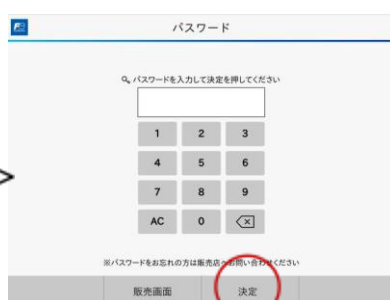 パスワード
パスワードを入力して決定を押してください
1 2 3
4 5 6
7 8 9
AC 0
※パスワードをお忘れの方は販売店へお問い合わせください
販売画面 決定